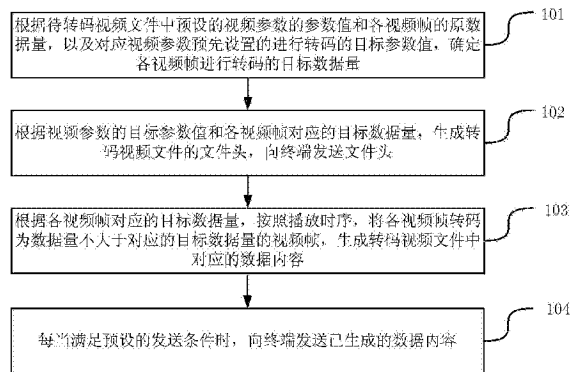 根据待转码视频文件中预设的视频参数的参数值和各视频帧的原数
据量，以及对应视频参数预先设置的进行转码的目标参数值，确定
各视频帧进行转码的目标数据量
101
根据视频参数的目标参数值和各视频帧对应的目标数据量，生成转
码视频文件的文件头，向终端发送文件头
102
根据各视频帧对应的目标数据量，按照播放时序，将各视频帧转码
为数据量不大于对应的目标数据量的视频帧，生成转码视频文件中
对应的数据内容
103
每当满足预设的发送条件时，向终端发送已生成的数据内容
104